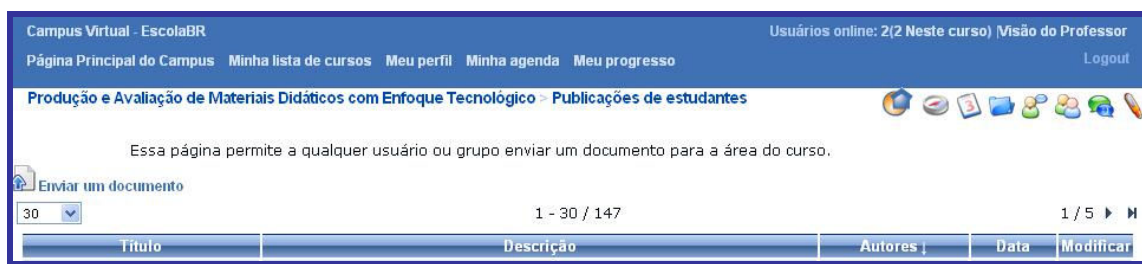 Campus Virtual - EscolaBR Usuários online: 2(2 Neste curso) |Visão do Professor
Página Principal do Campus Minha lista de cursos Meu perfil Minha agenda Meu progresso Logout
Produção e Avaliação de Materiais Didáticos com Enfoque Tecnológico > Publicações de estudantes
Essa página permite a qualquer usuário ou grupo enviar um documento para a área do curso.
Enviar um documento
30 1 - 30 / 147 1 / 5
Título Descrição Autores ↓ Data Modificar